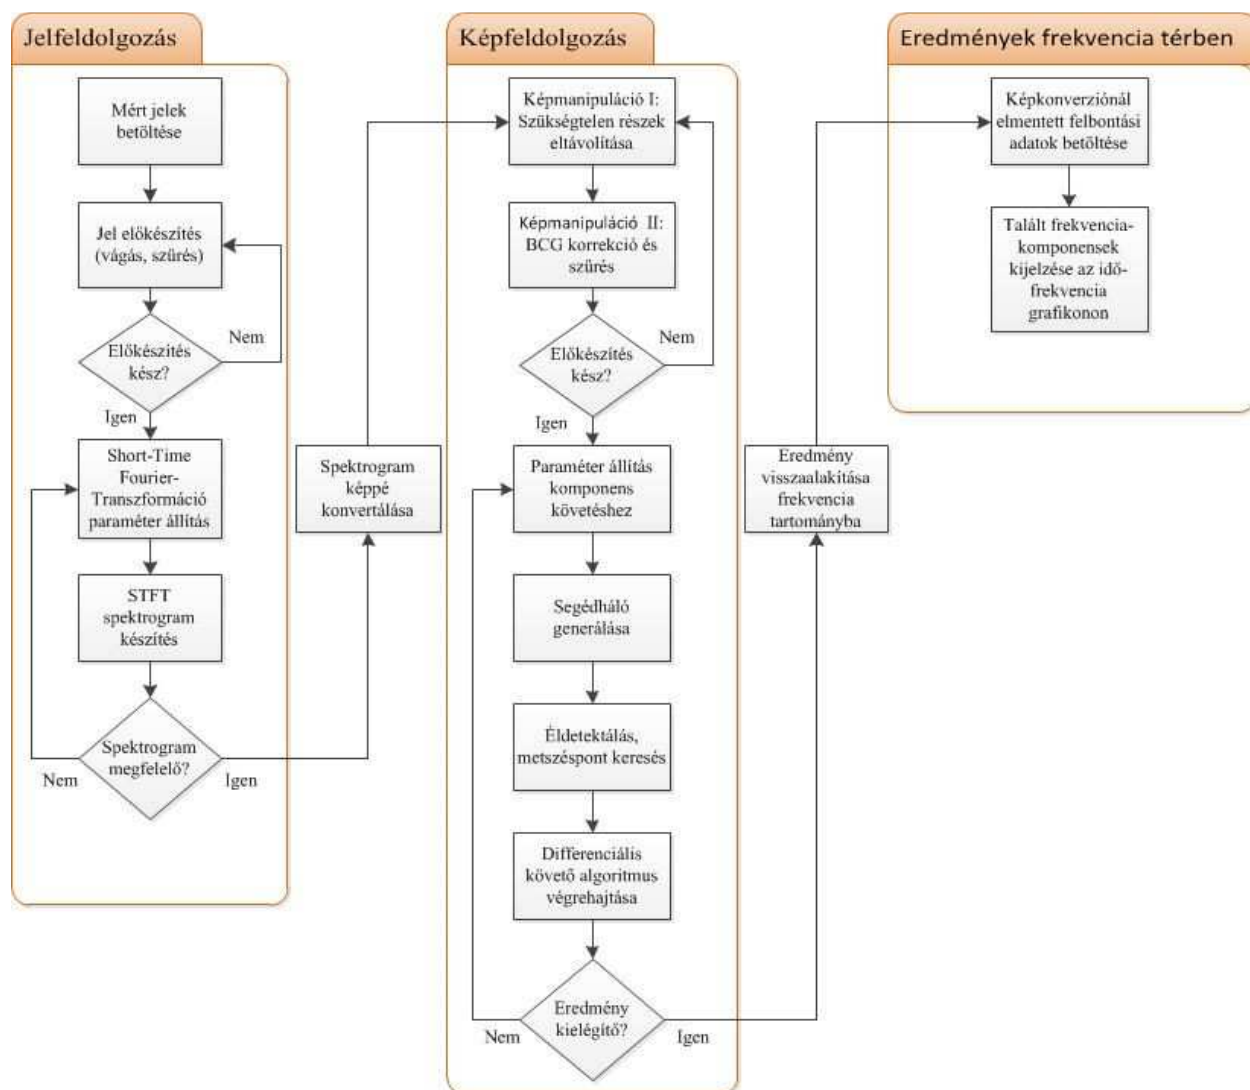 Jelfeldolgozás
Mért jelek
betöltése
Jel előkészítés
(vágás, szűrés)
Nem
Előkészítés
kész?
Igen
Short-Time
Fourier-
Transzformáció
paraméter állítás
STFT
spektrogram
készítés
Spektrogram
megfelelő?
Nem
Igen
Spektrogram
képpé
konvertálása
Képfeldolgozás
Képmanipuláció I:
Szükségtelen részek
eltávolítása
Képmanipuláció II:
BCG korrekció és
szűrés
Nem
Előkészítés
kész?
Igen
Paraméter állítás
komponens
követéshez
Segédháló
generálása
Éldetektálás,
metszéspont keresés
Differenciális
követő algoritmus
végrehajtása
Eredmény
kielégítő?
Nem
Igen
Eredmény
visszaalakítása
frekvencia
tartományba
Eredmények frekvencia térben
Képkonverziónál
elmentett felbontási
adatok betöltése
Talált frekvencia-
komponensek
kijelzése az idő-
frekvencia
grafikonon